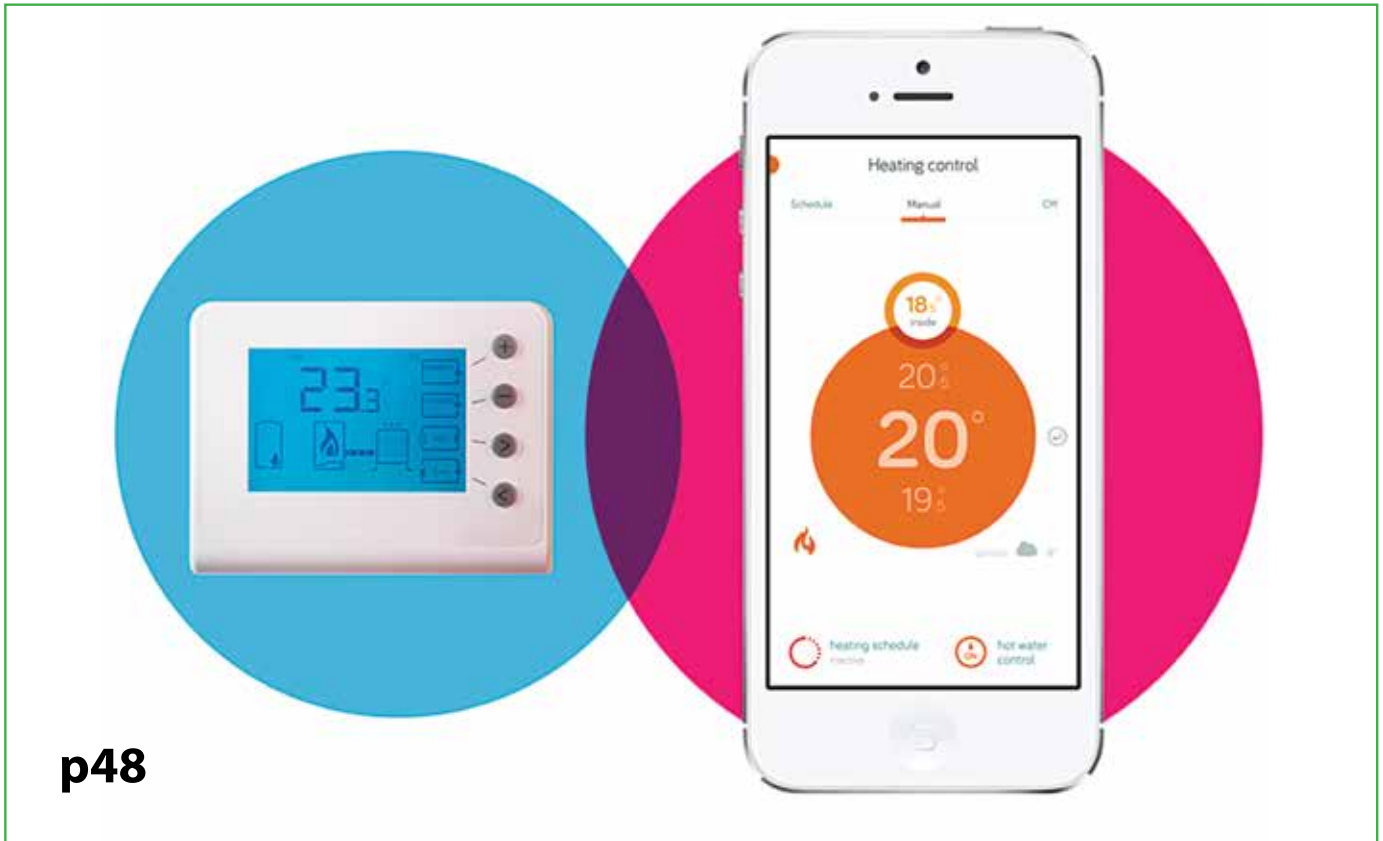 Heating control
Schedule Manual Off
18.5°
inside
20.5
20°
19.5
23.3
+
-
>
<
heating schedule
inactive
ON
hot water
control
p48